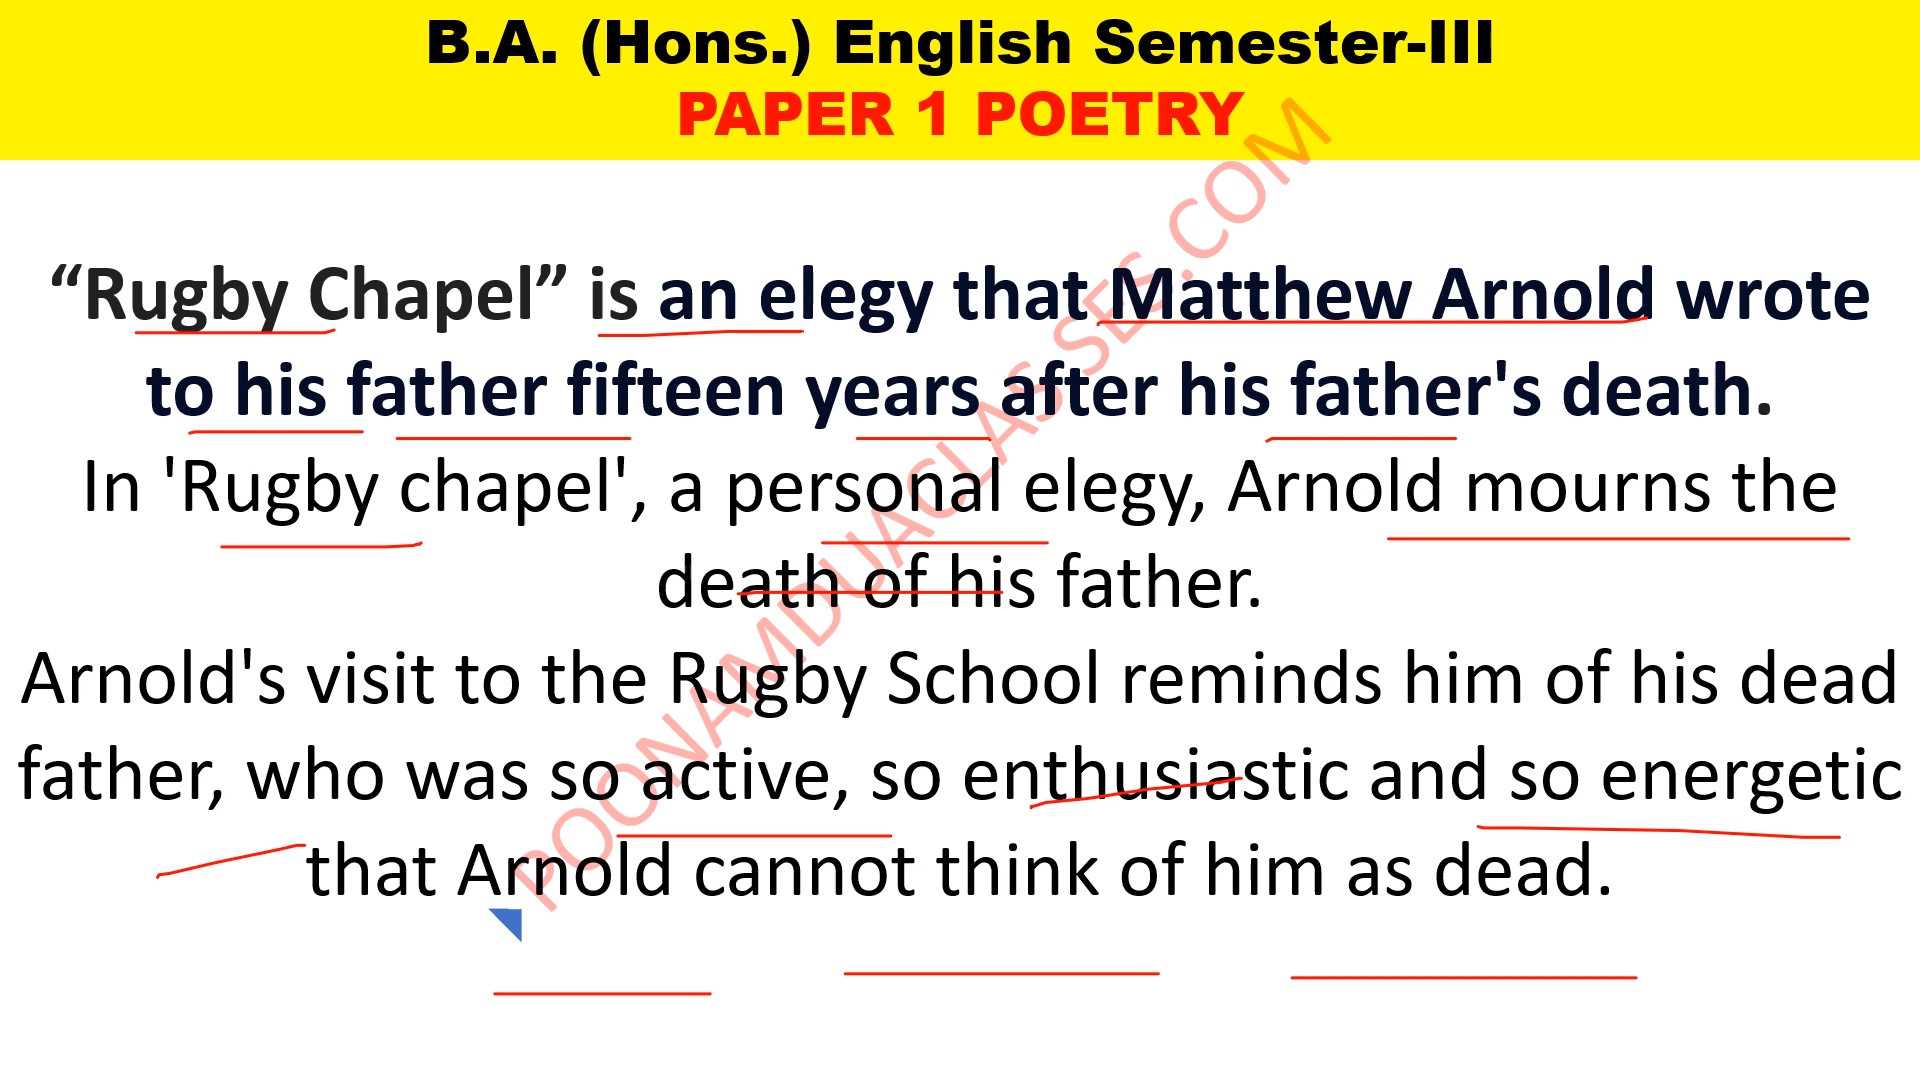 B.A. (Hons.) English Semester-III
PAPER 1 POETRY
“Rugby Chapel” is an elegy that Matthew Arnold wrote
to his father fifteen years after his father's death.
In 'Rugby chapel', a personal elegy, Arnold mourns the
death of his father.
Arnold's visit to the Rugby School reminds him of his dead
father, who was so active, so enthusiastic and so energetic
that Arnold cannot think of him as dead.
POONAMDUACLAS SES.COM